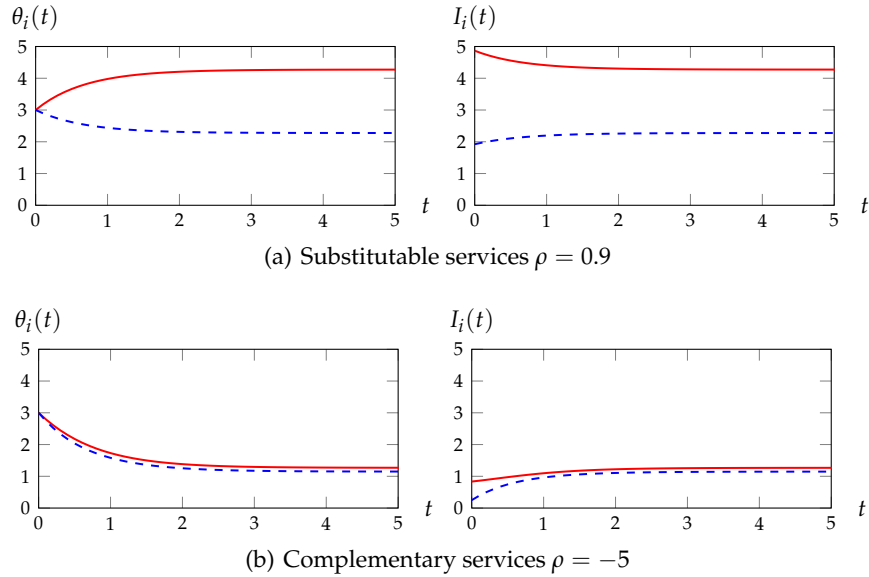 θᵢ(t) Iᵢ(t)
5 5
4 4
3 3
2 2
1 1
0 0
0 1 2 3 4 5 t 0 1 2 3 4 5 t
(a) Substitutable services ρ = 0.9
θᵢ(t) Iᵢ(t)
5 5
4 4
3 3
2 2
1 1
0 0
0 1 2 3 4 5 t 0 1 2 3 4 5 t
(b) Complementary services ρ = −5